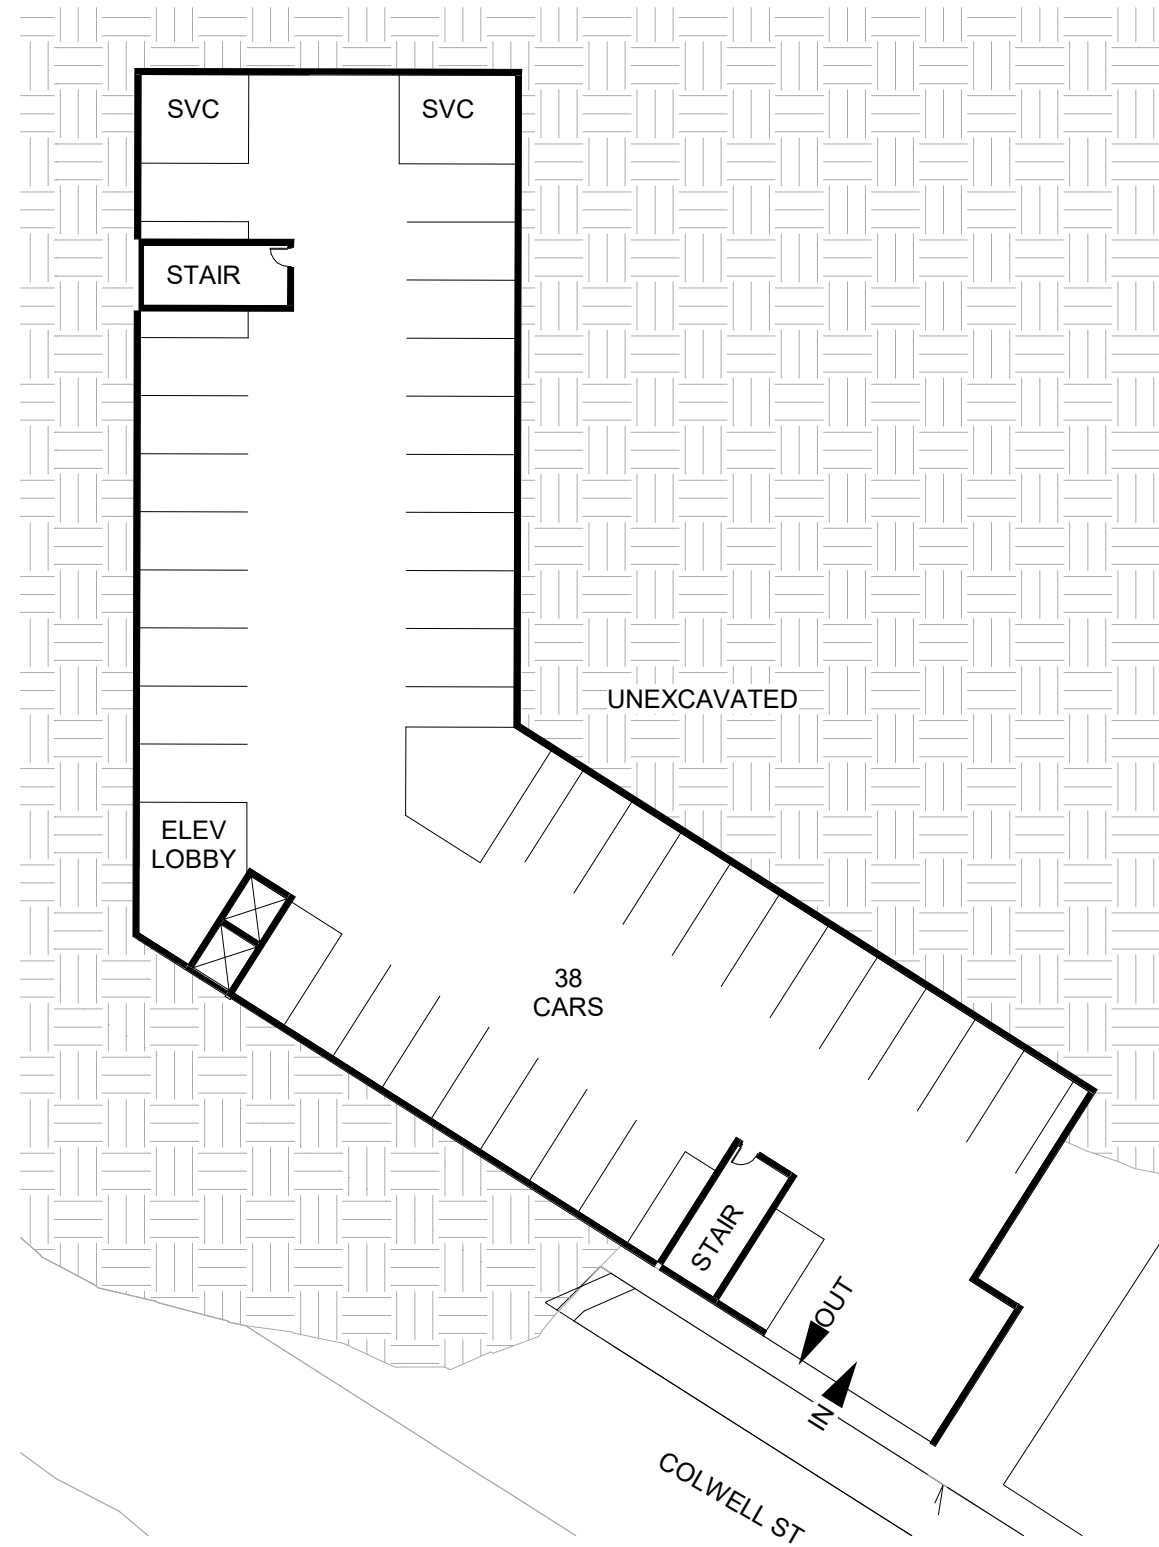 SVC
SVC
STAIR
UNEXCAVATED
ELEV
LOBBY
38
CARS
STAIR
OUT
IN
COLWELL ST